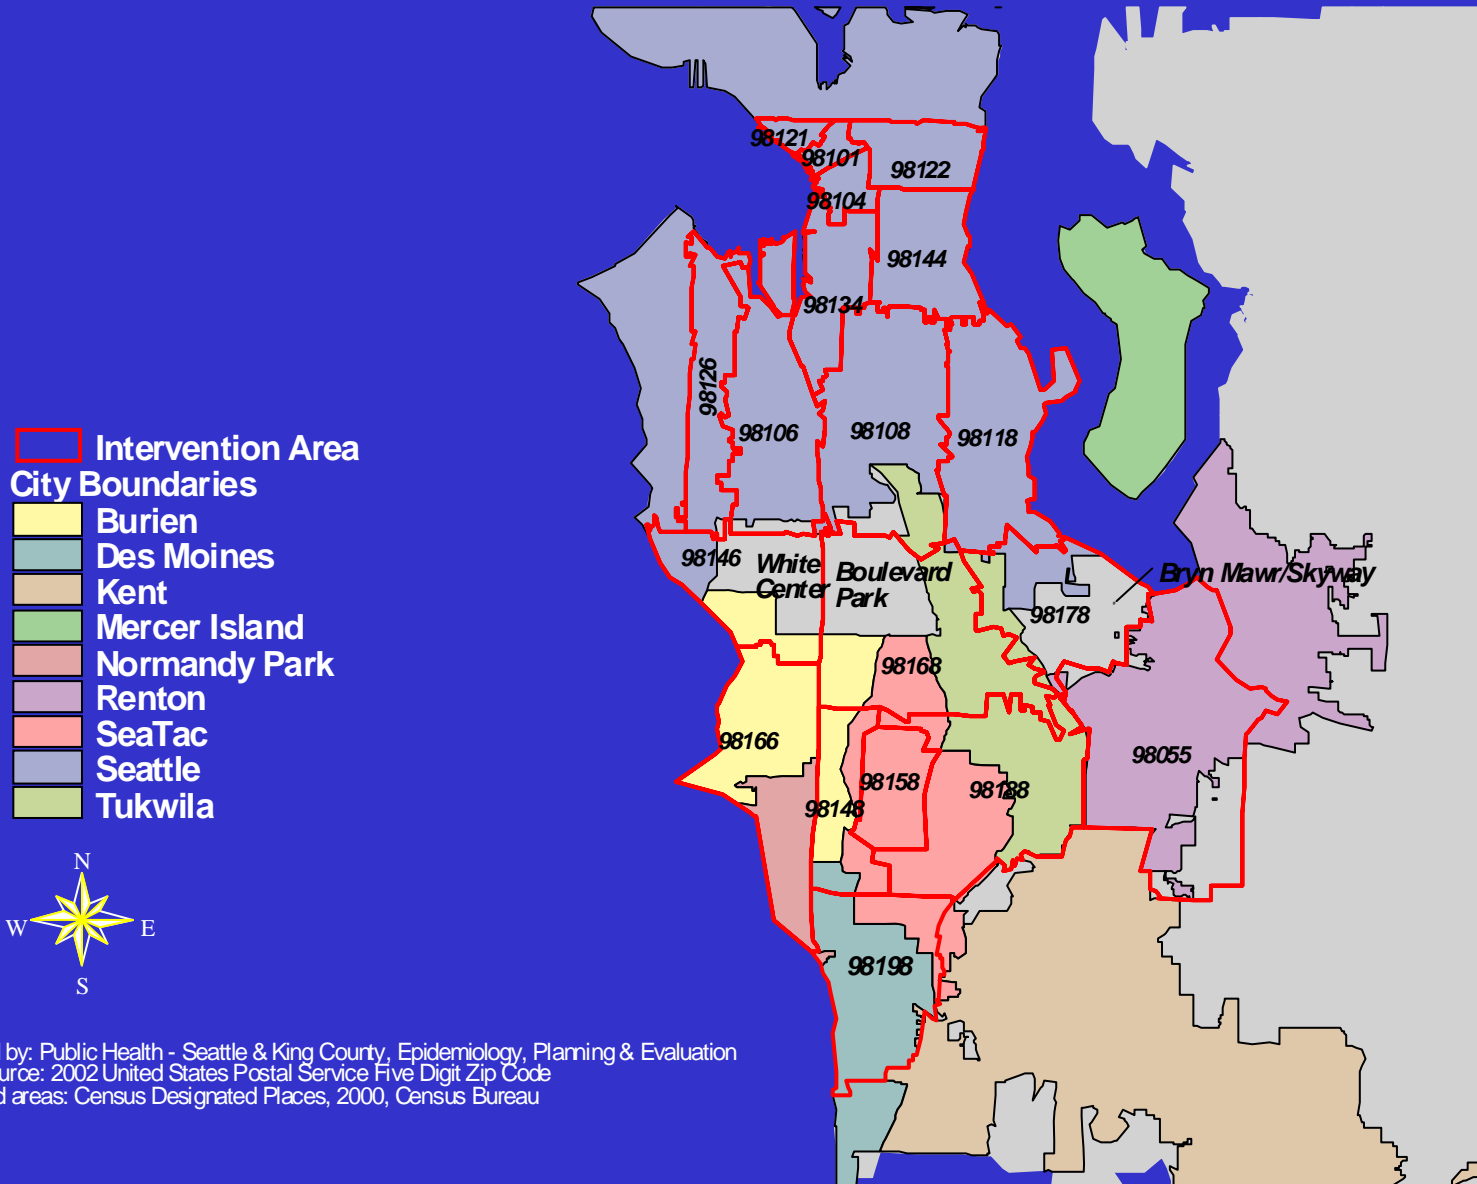 98121
98101
98122
98104
98144
98134
98126
98106
98108
98118
Intervention Area
City Boundaries
Burien
Des Moines
Kent
Mercer Island
Normandy Park
Renton
SeaTac
Seattle
Tukwila
98146
White
Center
Boulevard
Park
Bryn Mawr/Skyway
98178
98168
98166
98055
98158
98148
98198
N
W
E
S
by: Public Health - Seattle & King County, Epidemiology, Planning & Evaluation
2002 United States Postal Service Five Digit Zip Code
areas: Census Designated Places, 2000, Census Bureau